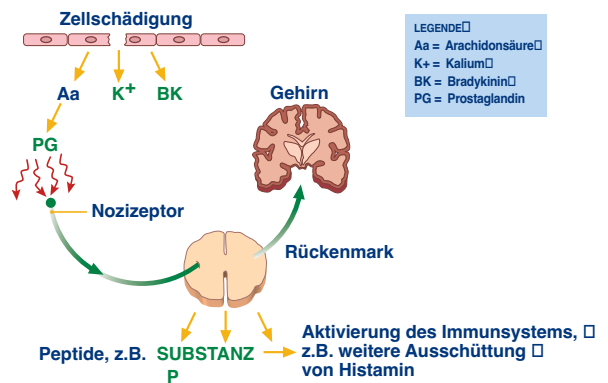 Zellschädigung
Aa K+ BK
PG
Nozizeptor
Gehirn
Rückenmark
Peptide, z.B. SUBSTANZ
P
Aktivierung des Immunsystems, □
z.B. weitere Ausschüttung □
von Histamin
LEGENDE□
Aa = Arachidonsäure□
K+ = Kalium□
BK = Bradykinin□
PG = Prostaglandin